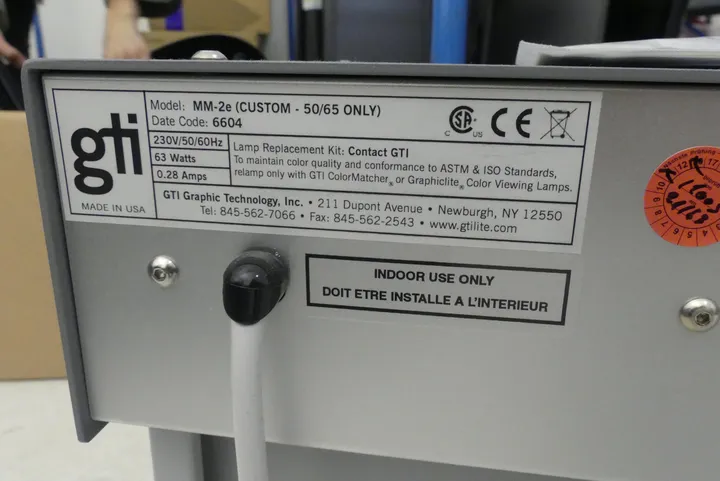 gti
MADE IN USA
Model: MM-2e (CUSTOM - 50/65 ONLY)
Date Code: 6604
230V/50/60Hz
63 Watts
0.28 Amps
Lamp Replacement Kit: Contact GTI
To maintain color quality and conformance to ASTM & ISO Standards,
relamp only with GTI ColorMatcher® or Graphiclite® Color Viewing Lamps.
C SA US
CE
GTI Graphic Technology, Inc. • 211 Dupont Avenue • Newburgh, NY 12550
Tel: 845-562-7066 • Fax: 845-562-2543 • www.gtilite.com
INDOOR USE ONLY
DOIT ETRE INSTALLE A L'INTERIEUR